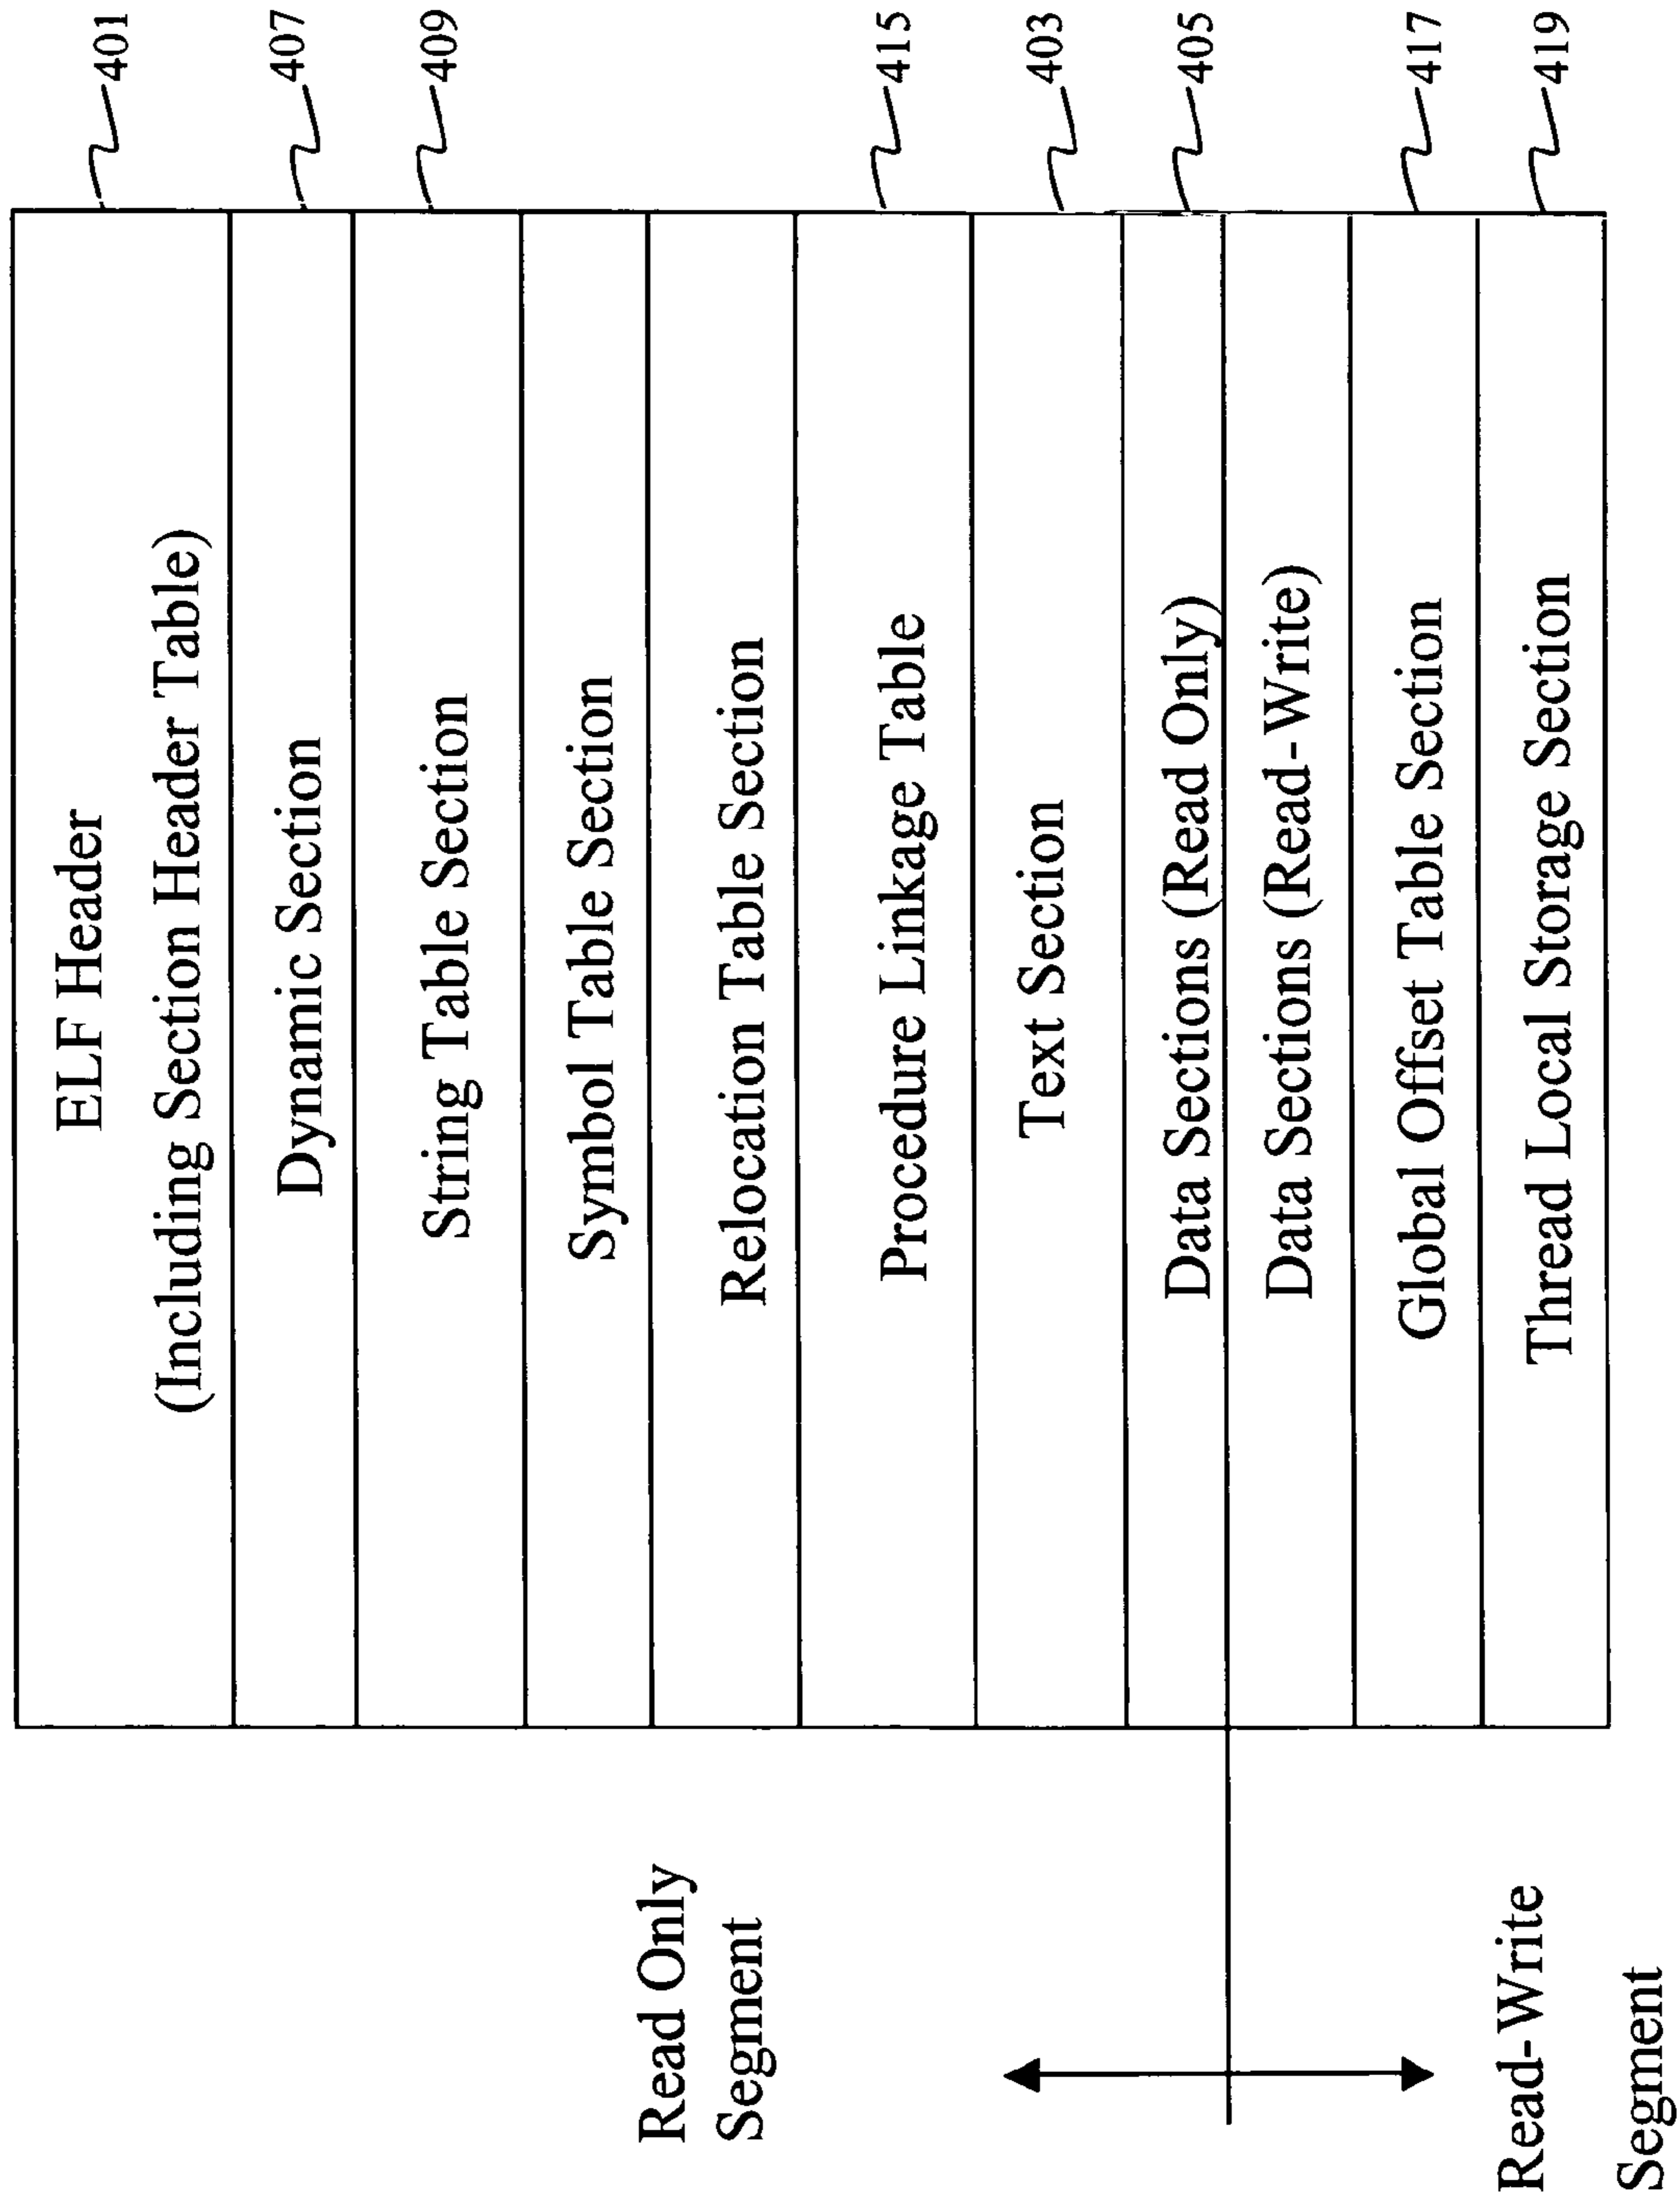 ELF Header
(Including Section Header Table)
401
Dynamic Section
407
String Table Section
409
Symbol Table Section
Relocation Table Section
Procedure Linkage Table
415
Text Section
403
Data Sections (Read Only)
405
Data Sections (Read-Write)
Global Offset Table Section
417
Thread Local Storage Section
419
Read Only
Segment
Read-Write
Segment